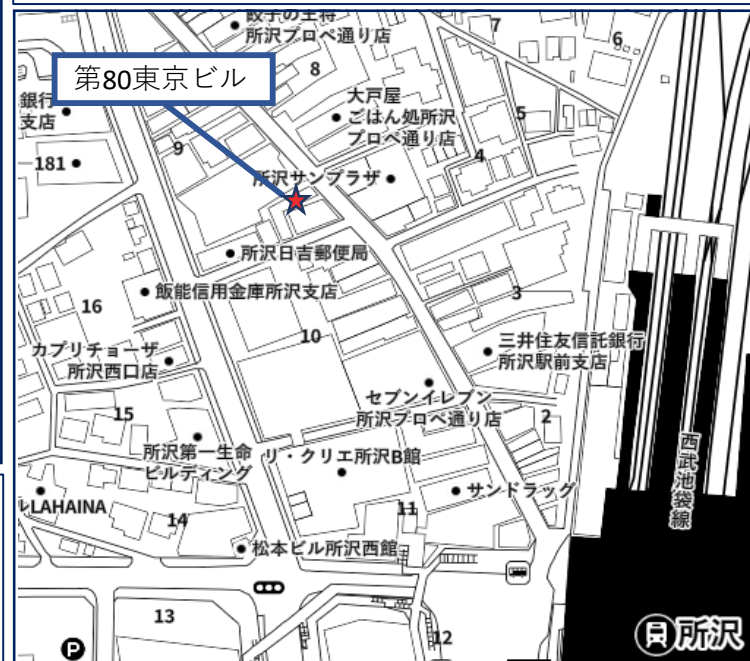 餃子の王将
所沢プロペ通り店
7
6
第80東京ビル
8
銀行
支店
大戸屋
ごはん処所沢
プロペ通り店
5
9
181
4
所沢サンプラザ
所沢日吉郵便局
飯能信用金庫所沢支店
3
16
10
三井住友信託銀行
所沢駅前支店
カプリチョーザ
所沢西口店
セブンイレブン
所沢プロペ通り店
15
2
所沢第一生命
ビルディング
リ・クリエ所沢B館
西武池袋線
サンドラッグ
LAHAINA
11
14
松本ビル所沢西館
13
12
P
所沢